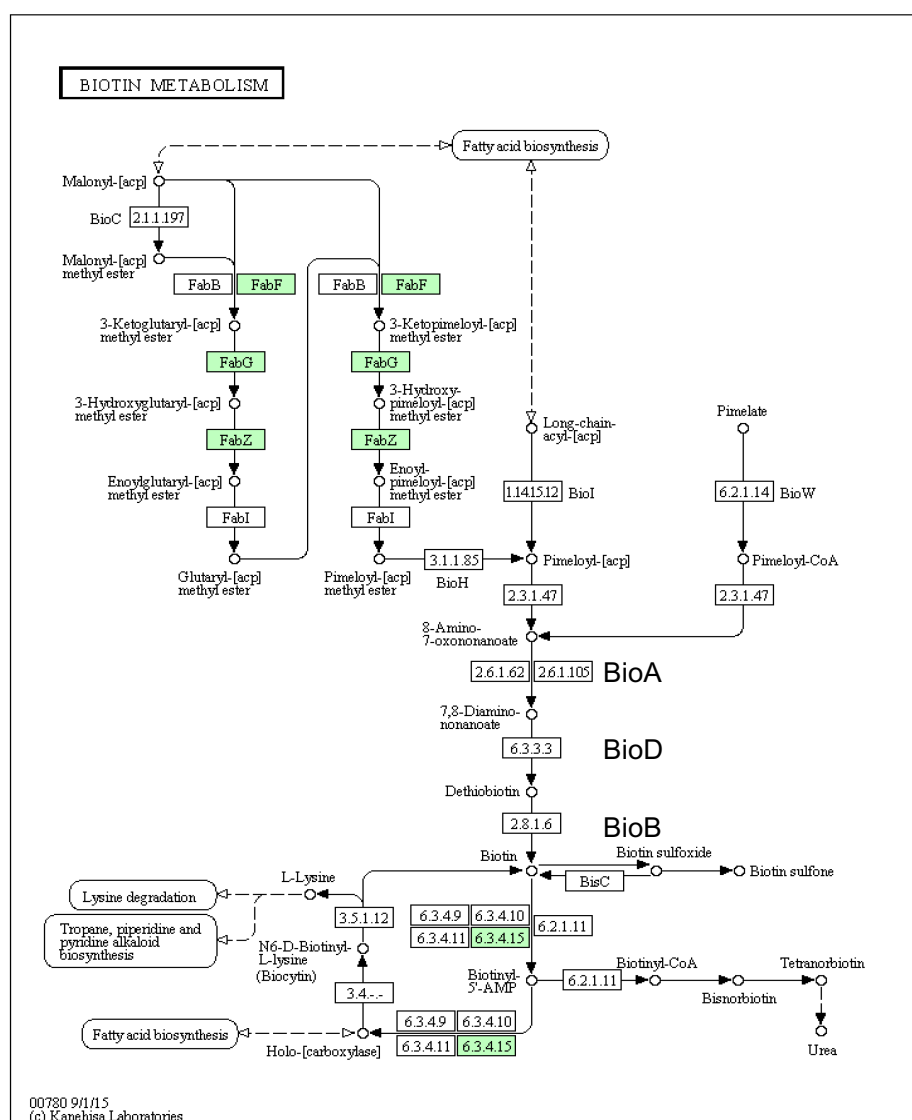 BIOTIN METABOLISM
Fatty acid biosynthesis
Malonyl-[acp]
BioC
2.1.1.197
Malonyl-[acp]
methyl ester
FabB
FabF
FabB
FabF
3-Ketoglutaryl-[acp]
methyl ester
3-Ketopimeloyl-[acp]
methyl ester
FabG
FabG
3-Hydroxyglutaryl-[acp]
methyl ester
3-Hydroxy-
pimeloyl-[acp]
methyl ester
Long-chain-
acyl-[acp]
Pimelate
FabZ
FabZ
Enoylglutaryl-[acp]
methyl ester
Enoyl-
pimeloyl-[acp]
methyl ester
1.14.15.12
BioI
6.2.1.14
BioW
FabI
FabI
Glutaryl-[acp]
methyl ester
Pimeloyl-[acp]
methyl ester
3.1.1.85
BioH
Pimeloyl-[acp]
Pimeloyl-CoA
2.3.1.47
2.3.1.47
8-Amino-
7-oxononanoate
2.6.1.62
2.6.1.105
BioA
7,8-Diamino-
nonanoate
6.3.3.3
BioD
Dethiobiotin
2.8.1.6
BioB
Biotin
Biotin sulfoxide
BisC
Biotin sulfone
L-Lysine
Lysine degradation
3.5.1.12
Tropane, piperidine and
pyridine alkaloid
biosynthesis
6.3.4.9
6.3.4.10
6.3.4.11
6.3.4.15
6.2.1.11
N6-D-Biotinyl-
L-lysine
(Biocytin)
Biotinyl-
5'-AMP
6.2.1.11
Biotinyl-CoA
Bisnorbiotin
Tetranorbiotin
3.4.-.-
Fatty acid biosynthesis
Holo-[carboxylase]
6.3.4.9
6.3.4.10
6.3.4.11
6.3.4.15
Urea
00780 9/1/15
(c) Kanehisa Laboratories